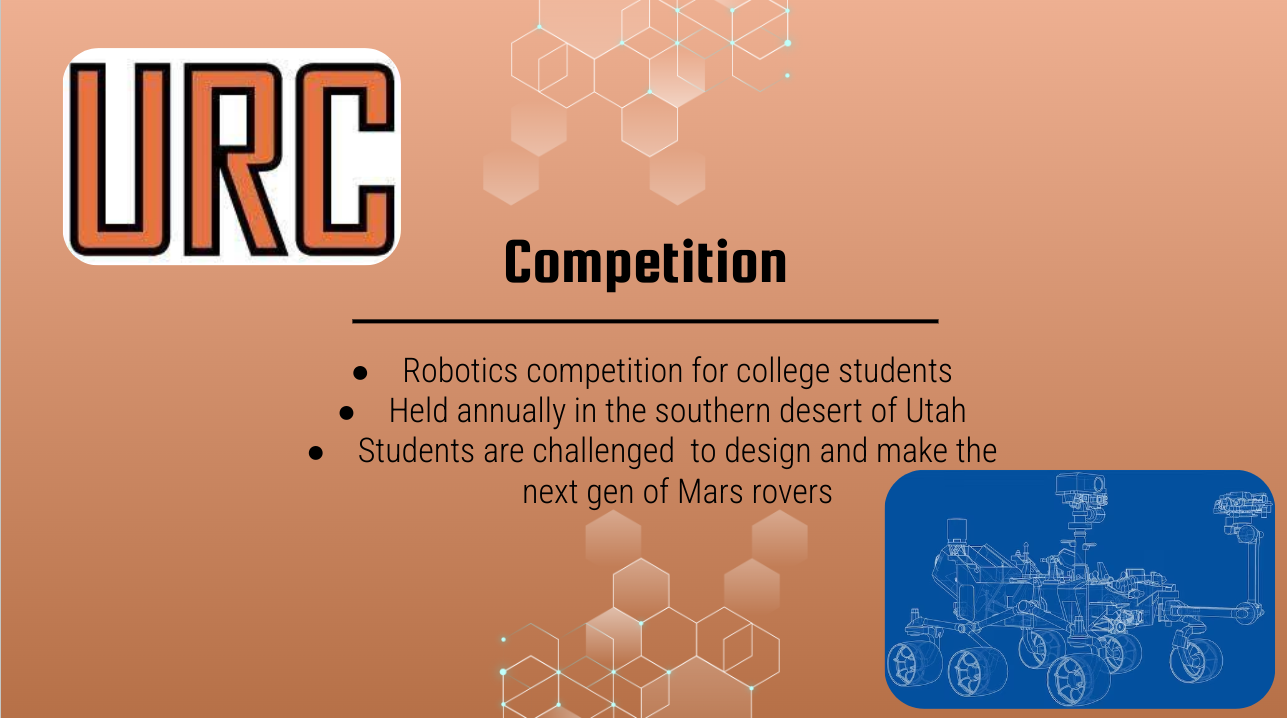 URC
Competition
● Robotics competition for college students
● Held annually in the southern desert of Utah
● Students are challenged  to design and make the
next gen of Mars rovers